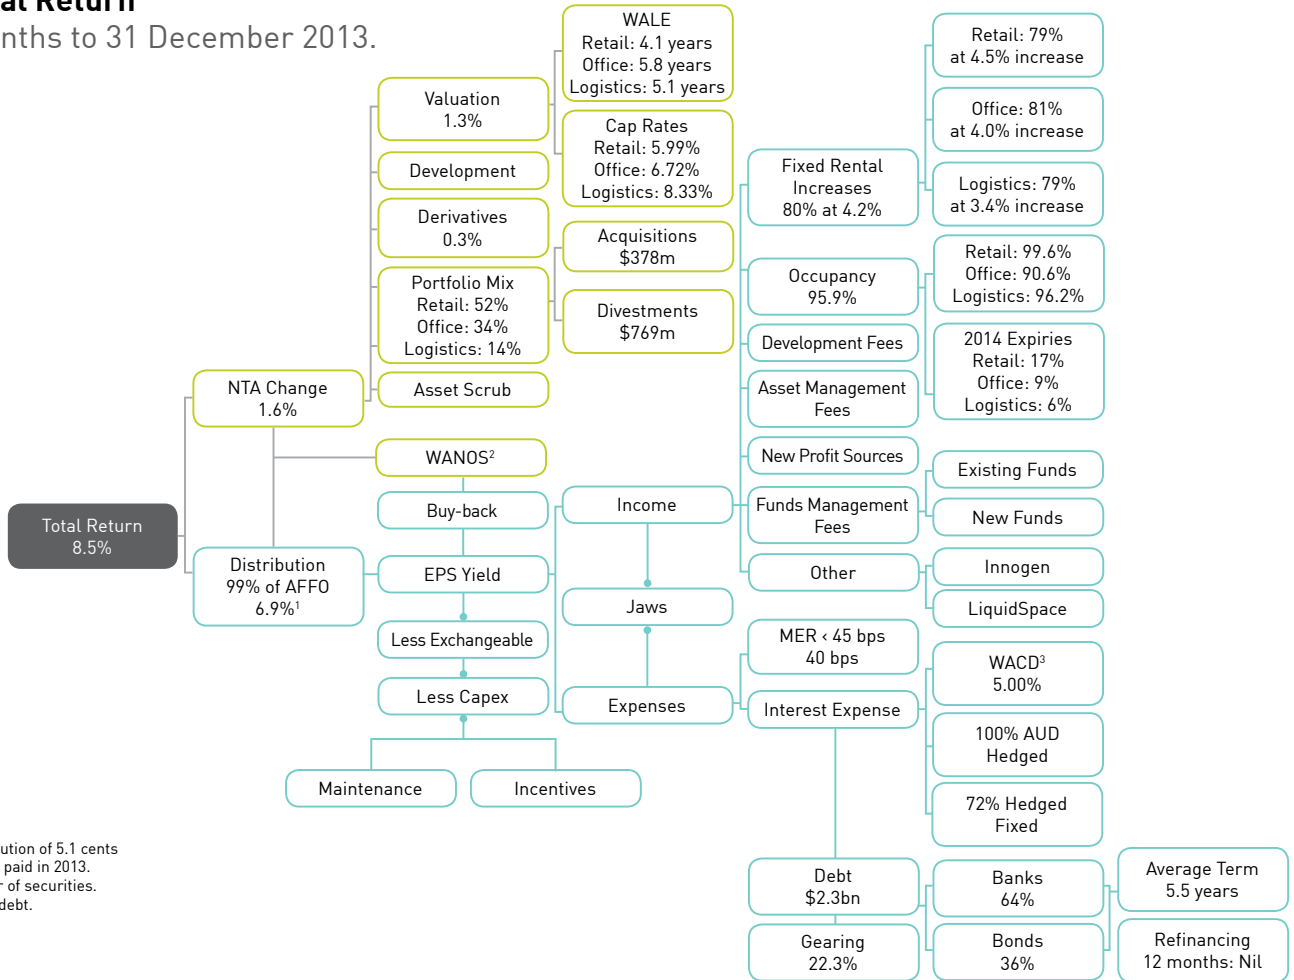 al Return
nths to 31 December 2013.
WALE
Retail: 4.1 years
Office: 5.8 years
Logistics: 5.1 years
Retail: 79%
at 4.5% increase
Valuation
1.3%
Office: 81%
at 4.0% increase
Cap Rates
Retail: 5.99%
Office: 6.72%
Logistics: 8.33%
Development
Fixed Rental
Increases
80% at 4.2%
Logistics: 79%
at 3.4% increase
Derivatives
0.3%
Acquisitions
$378m
Retail: 99.6%
Office: 90.6%
Logistics: 96.2%
Occupancy
95.9%
Portfolio Mix
Retail: 52%
Office: 34%
Logistics: 14%
Divestments
$769m
Development Fees
2014 Expiries
Retail: 17%
Office: 9%
Logistics: 6%
NTA Change
1.6%
Asset Scrub
Asset Management
Fees
WANOS²
New Profit Sources
Existing Funds
Buy-back
Income
Funds Management
Fees
New Funds
Total Return
8.5%
Distribution
99% of AFFO
6.9%¹
EPS Yield
Other
Innogen
Jaws
LiquidSpace
Less Exchangeable
MER < 45 bps
40 bps
WACD³
5.00%
Less Capex
Expenses
Interest Expense
100% AUD
Hedged
Maintenance
Incentives
72% Hedged
Fixed
ution of 5.1 cents
paid in 2013.
r of securities.
debt.
Debt
$2.3bn
Banks
64%
Average Term
5.5 years
Gearing
22.3%
Bonds
36%
Refinancing
12 months: Nil